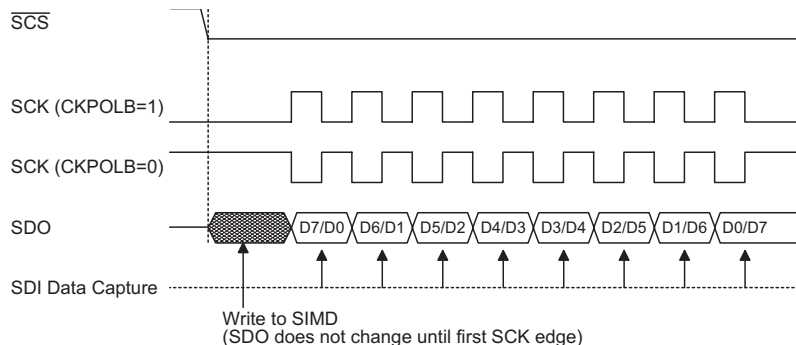 SCS
SCK (CKPOLB=1)
SCK (CKPOLB=0)
SDO D7/D0 D6/D1 D5/D2 D4/D3 D3/D4 D2/D5 D1/D6 D0/D7
SDI Data Capture
Write to SIMD
(SDO does not change until first SCK edge)